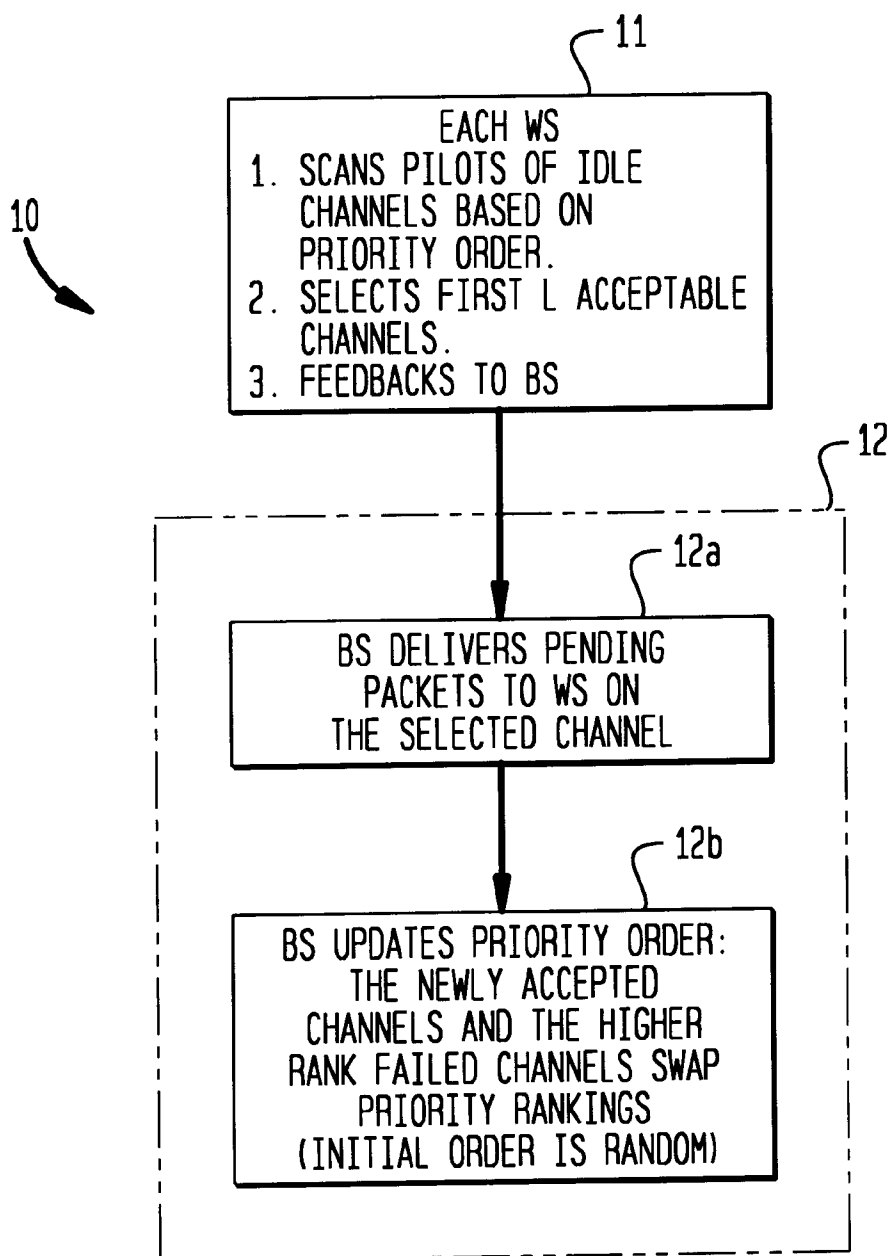 11
EACH WS
1. SCANS PILOTS OF IDLE
CHANNELS BASED ON
PRIORITY ORDER.
2. SELECTS FIRST L ACCEPTABLE
CHANNELS.
3. FEEDBACKS TO BS
10
12
12a
BS DELIVERS PENDING
PACKETS TO WS ON
THE SELECTED CHANNEL
12b
BS UPDATES PRIORITY ORDER:
THE NEWLY ACCEPTED
CHANNELS AND THE HIGHER
RANK FAILED CHANNELS SWAP
PRIORITY RANKINGS
(INITIAL ORDER IS RANDOM)